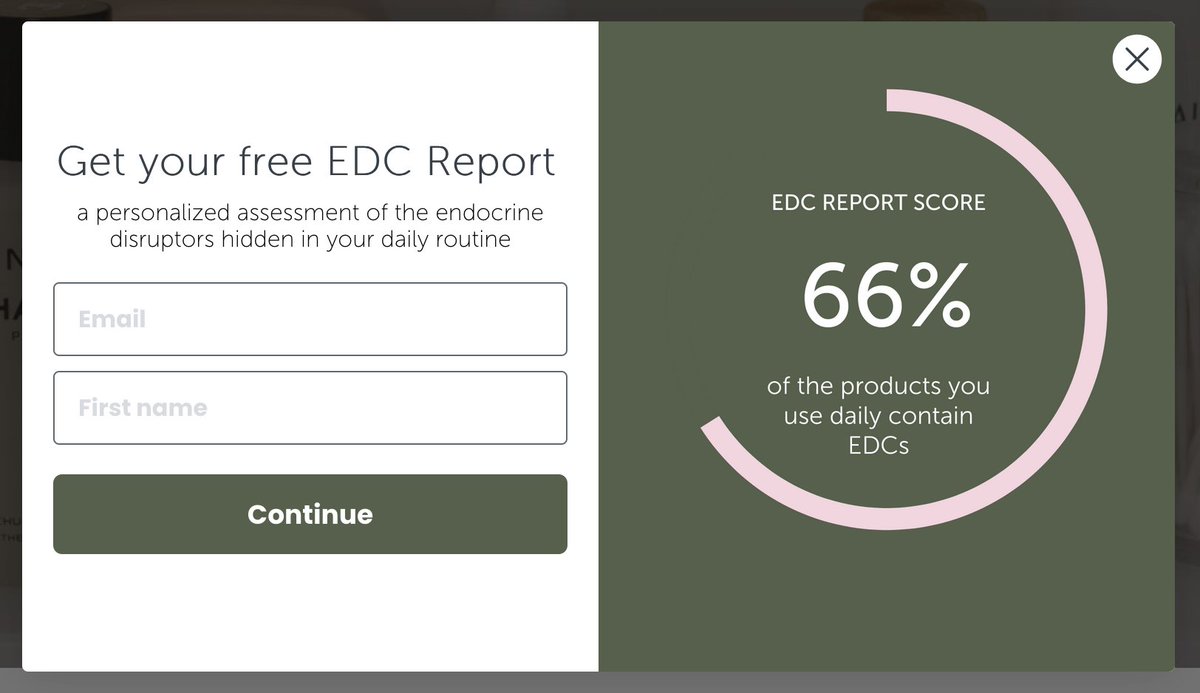 Get your free EDC Report
a personalized assessment of the endocrine
disruptors hidden in your daily routine
Email
First name
Continue
EDC REPORT SCORE
66%
of the products you
use daily contain
EDCs